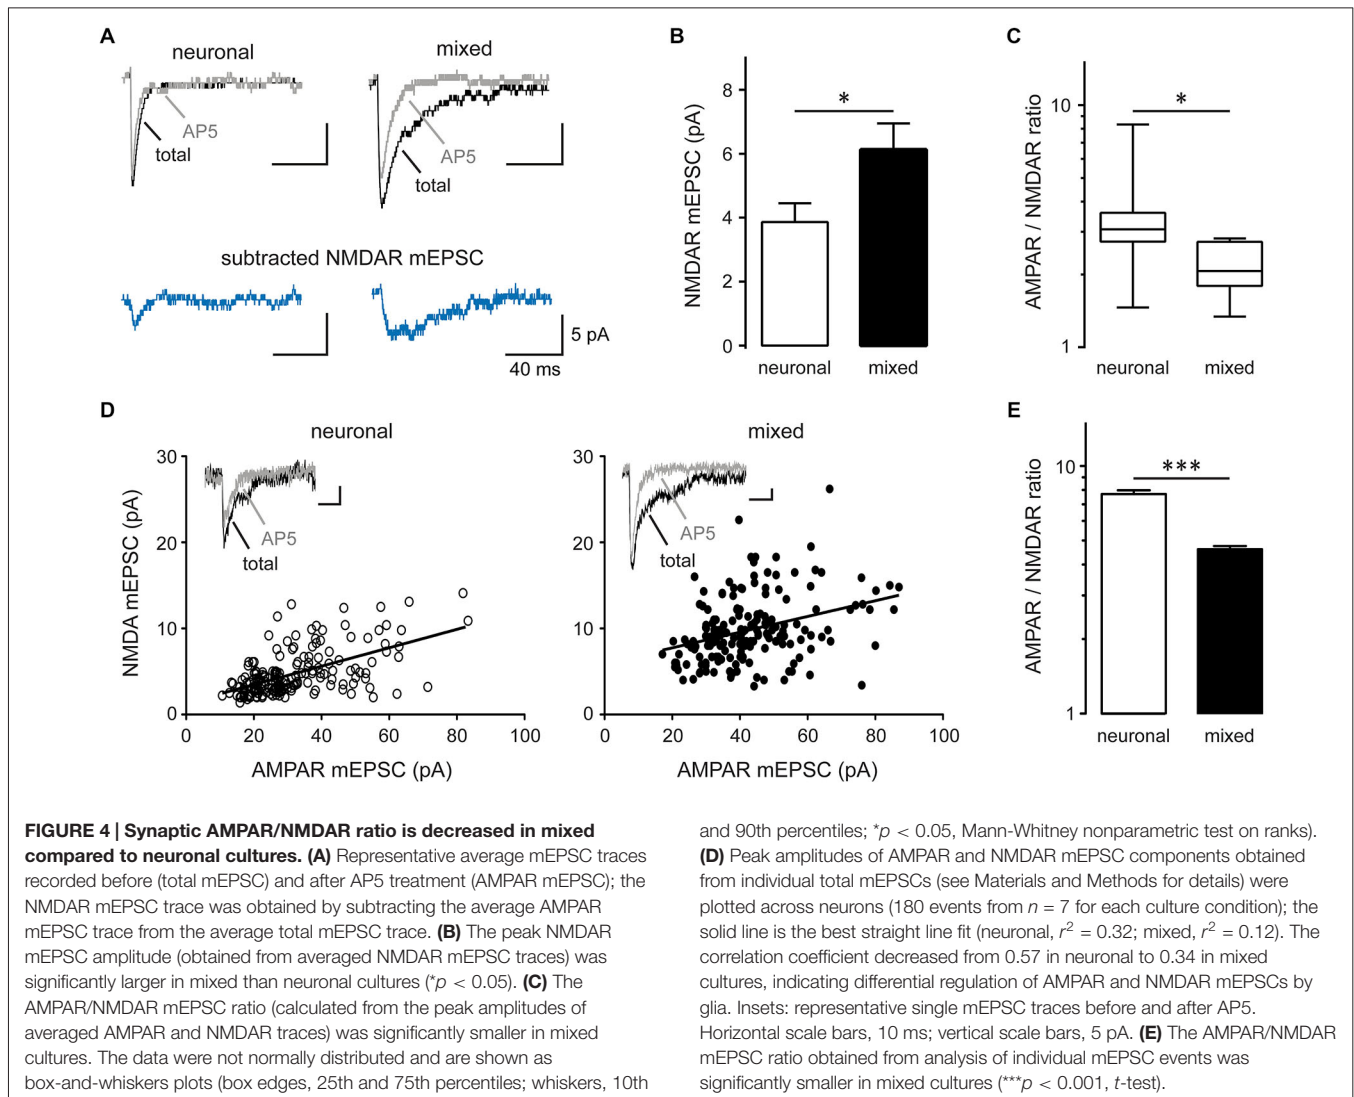 A
neuronal
mixed
AP5
total
AP5
total
subtracted NMDAR mEPSC
5 pA
40 ms
B
NMDAR mEPSC (pA)
8
6
4
2
0
*
neuronal
mixed
C
AMPAR / NMDAR ratio
10
1
*
neuronal
mixed
D
neuronal
NMDA mEPSC (pA)
30
20
10
0
AP5
total
0
20
40
60
80
100
AMPAR mEPSC (pA)
mixed
30
20
10
0
AP5
total
0
20
40
60
80
100
AMPAR mEPSC (pA)
E
AMPAR / NMDAR ratio
10
1
***
neuronal
mixed
FIGURE 4 | Synaptic AMPAR/NMDAR ratio is decreased in mixed
compared to neuronal cultures. (A) Representative average mEPSC traces
recorded before (total mEPSC) and after AP5 treatment (AMPAR mEPSC); the
NMDAR mEPSC trace was obtained by subtracting the average AMPAR
mEPSC trace from the average total mEPSC trace. (B) The peak NMDAR
mEPSC amplitude (obtained from averaged NMDAR mEPSC traces) was
significantly larger in mixed than neuronal cultures (*p < 0.05). (C) The
AMPAR/NMDAR mEPSC ratio (calculated from the peak amplitudes of
averaged AMPAR and NMDAR traces) was significantly smaller in mixed
cultures. The data were not normally distributed and are shown as
box-and-whiskers plots (box edges, 25th and 75th percentiles; whiskers, 10th
and 90th percentiles; *p < 0.05, Mann-Whitney nonparametric test on ranks).
(D) Peak amplitudes of AMPAR and NMDAR mEPSC components obtained
from individual total mEPSCs (see Materials and Methods for details) were
plotted across neurons (180 events from n = 7 for each culture condition); the
solid line is the best straight line fit (neuronal, r² = 0.32; mixed, r² = 0.12). The
correlation coefficient decreased from 0.57 in neuronal to 0.34 in mixed
cultures, indicating differential regulation of AMPAR and NMDAR mEPSCs by
glia. Insets: representative single mEPSC traces before and after AP5.
Horizontal scale bars, 10 ms; vertical scale bars, 5 pA. (E) The AMPAR/NMDAR
mEPSC ratio obtained from analysis of individual mEPSC events was
significantly smaller in mixed cultures (***p < 0.001, t-test).